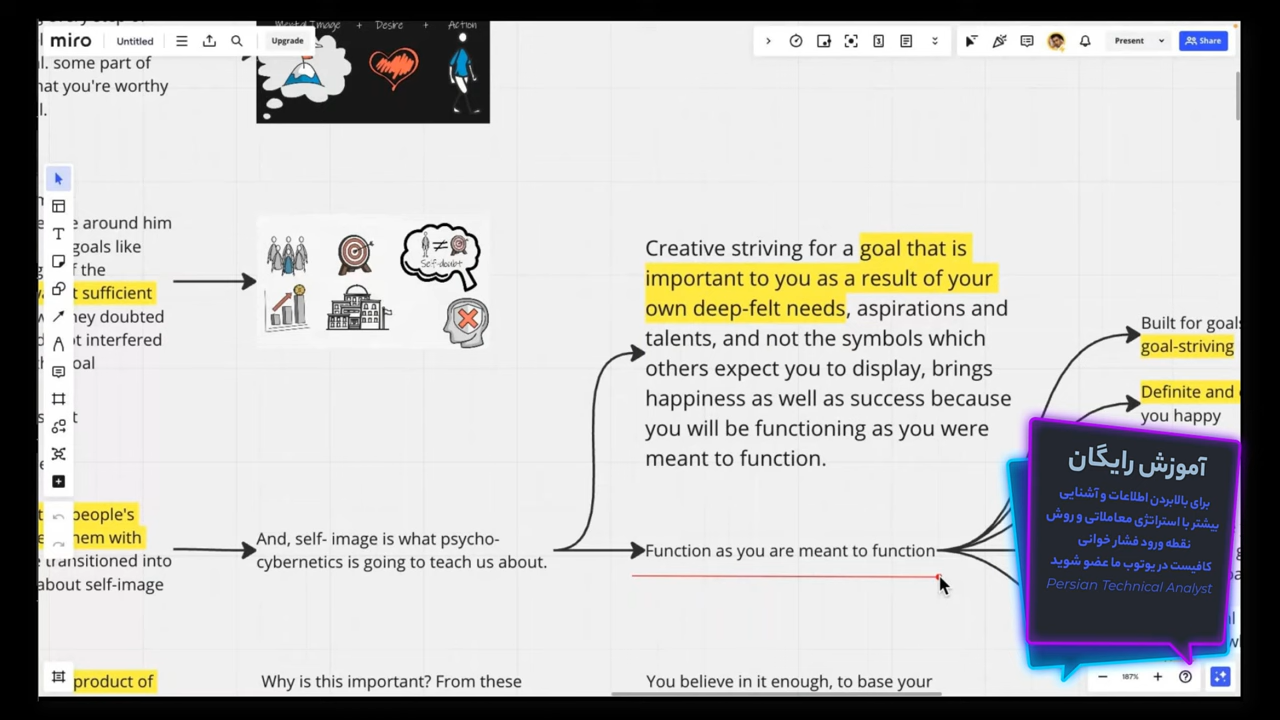 Mental Image + Desire + Action
miro
Untitled
Upgrade
Present
Share
l. some part of
hat you're worthy
l.
e around him
goals like
of the
t sufficient
they doubted
t interfered
oal
Self-doubt
Creative striving for a goal that is
important to you as a result of your
own deep-felt needs, aspirations and
talents, and not the symbols which
others expect you to display, brings
happiness as well as success because
you will be functioning as you were
meant to function.
Built for goals
goal-striving
Definite and
you happy
people's
em with
transitioned into
about self-image
And, self- image is what psycho-
cybernetics is going to teach us about.
Function as you are meant to function
آموزش رایگان
برای بالابردن اطلاعات و آشنایی
بیشتر با استراتژی معاملاتی و روش
نقطه ورود فشار خوانی
کافیست در یوتوب ما عضو شوید
Persian Technical Analyst
product of
Why is this important? From these
You believe in it enough, to base your
187%